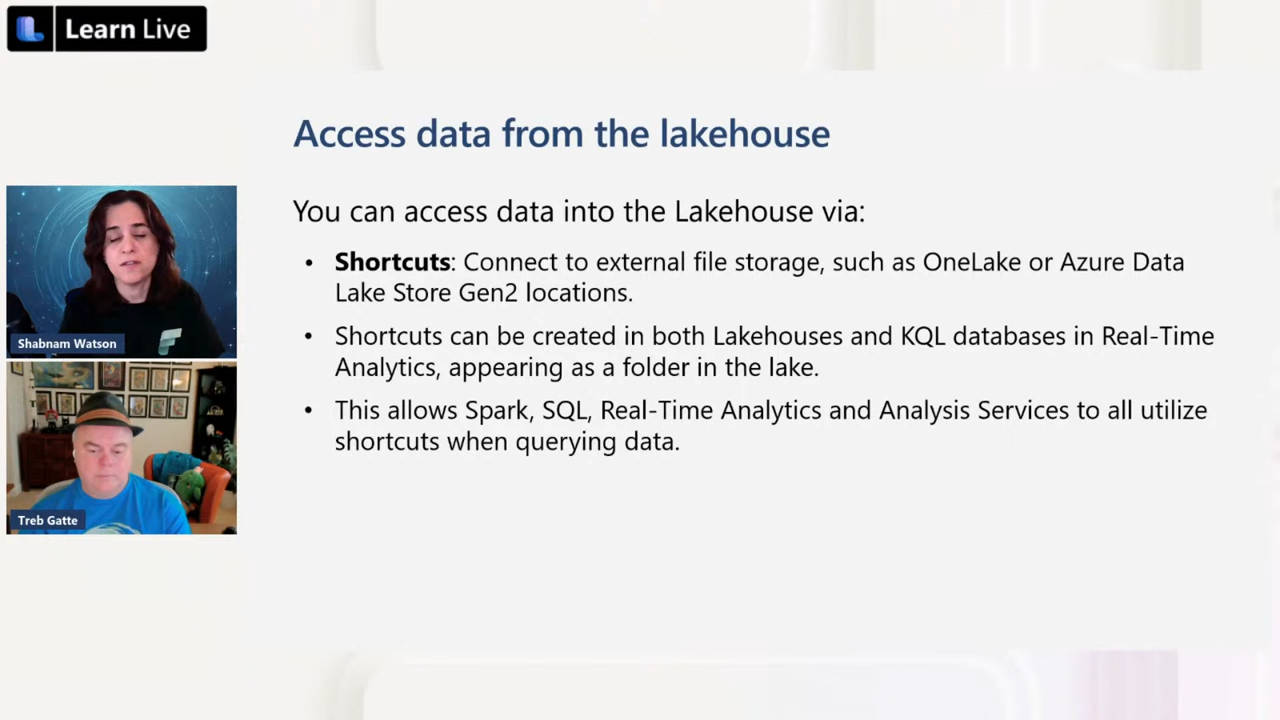 Learn Live
Access data from the lakehouse
You can access data into the Lakehouse via:
• Shortcuts: Connect to external file storage, such as OneLake or Azure Data
Lake Store Gen2 locations.
• Shortcuts can be created in both Lakehouses and KQL databases in Real-Time
Analytics, appearing as a folder in the lake.
• This allows Spark, SQL, Real-Time Analytics and Analysis Services to all utilize
shortcuts when querying data.
Shabnam Watson
Treb Gatte